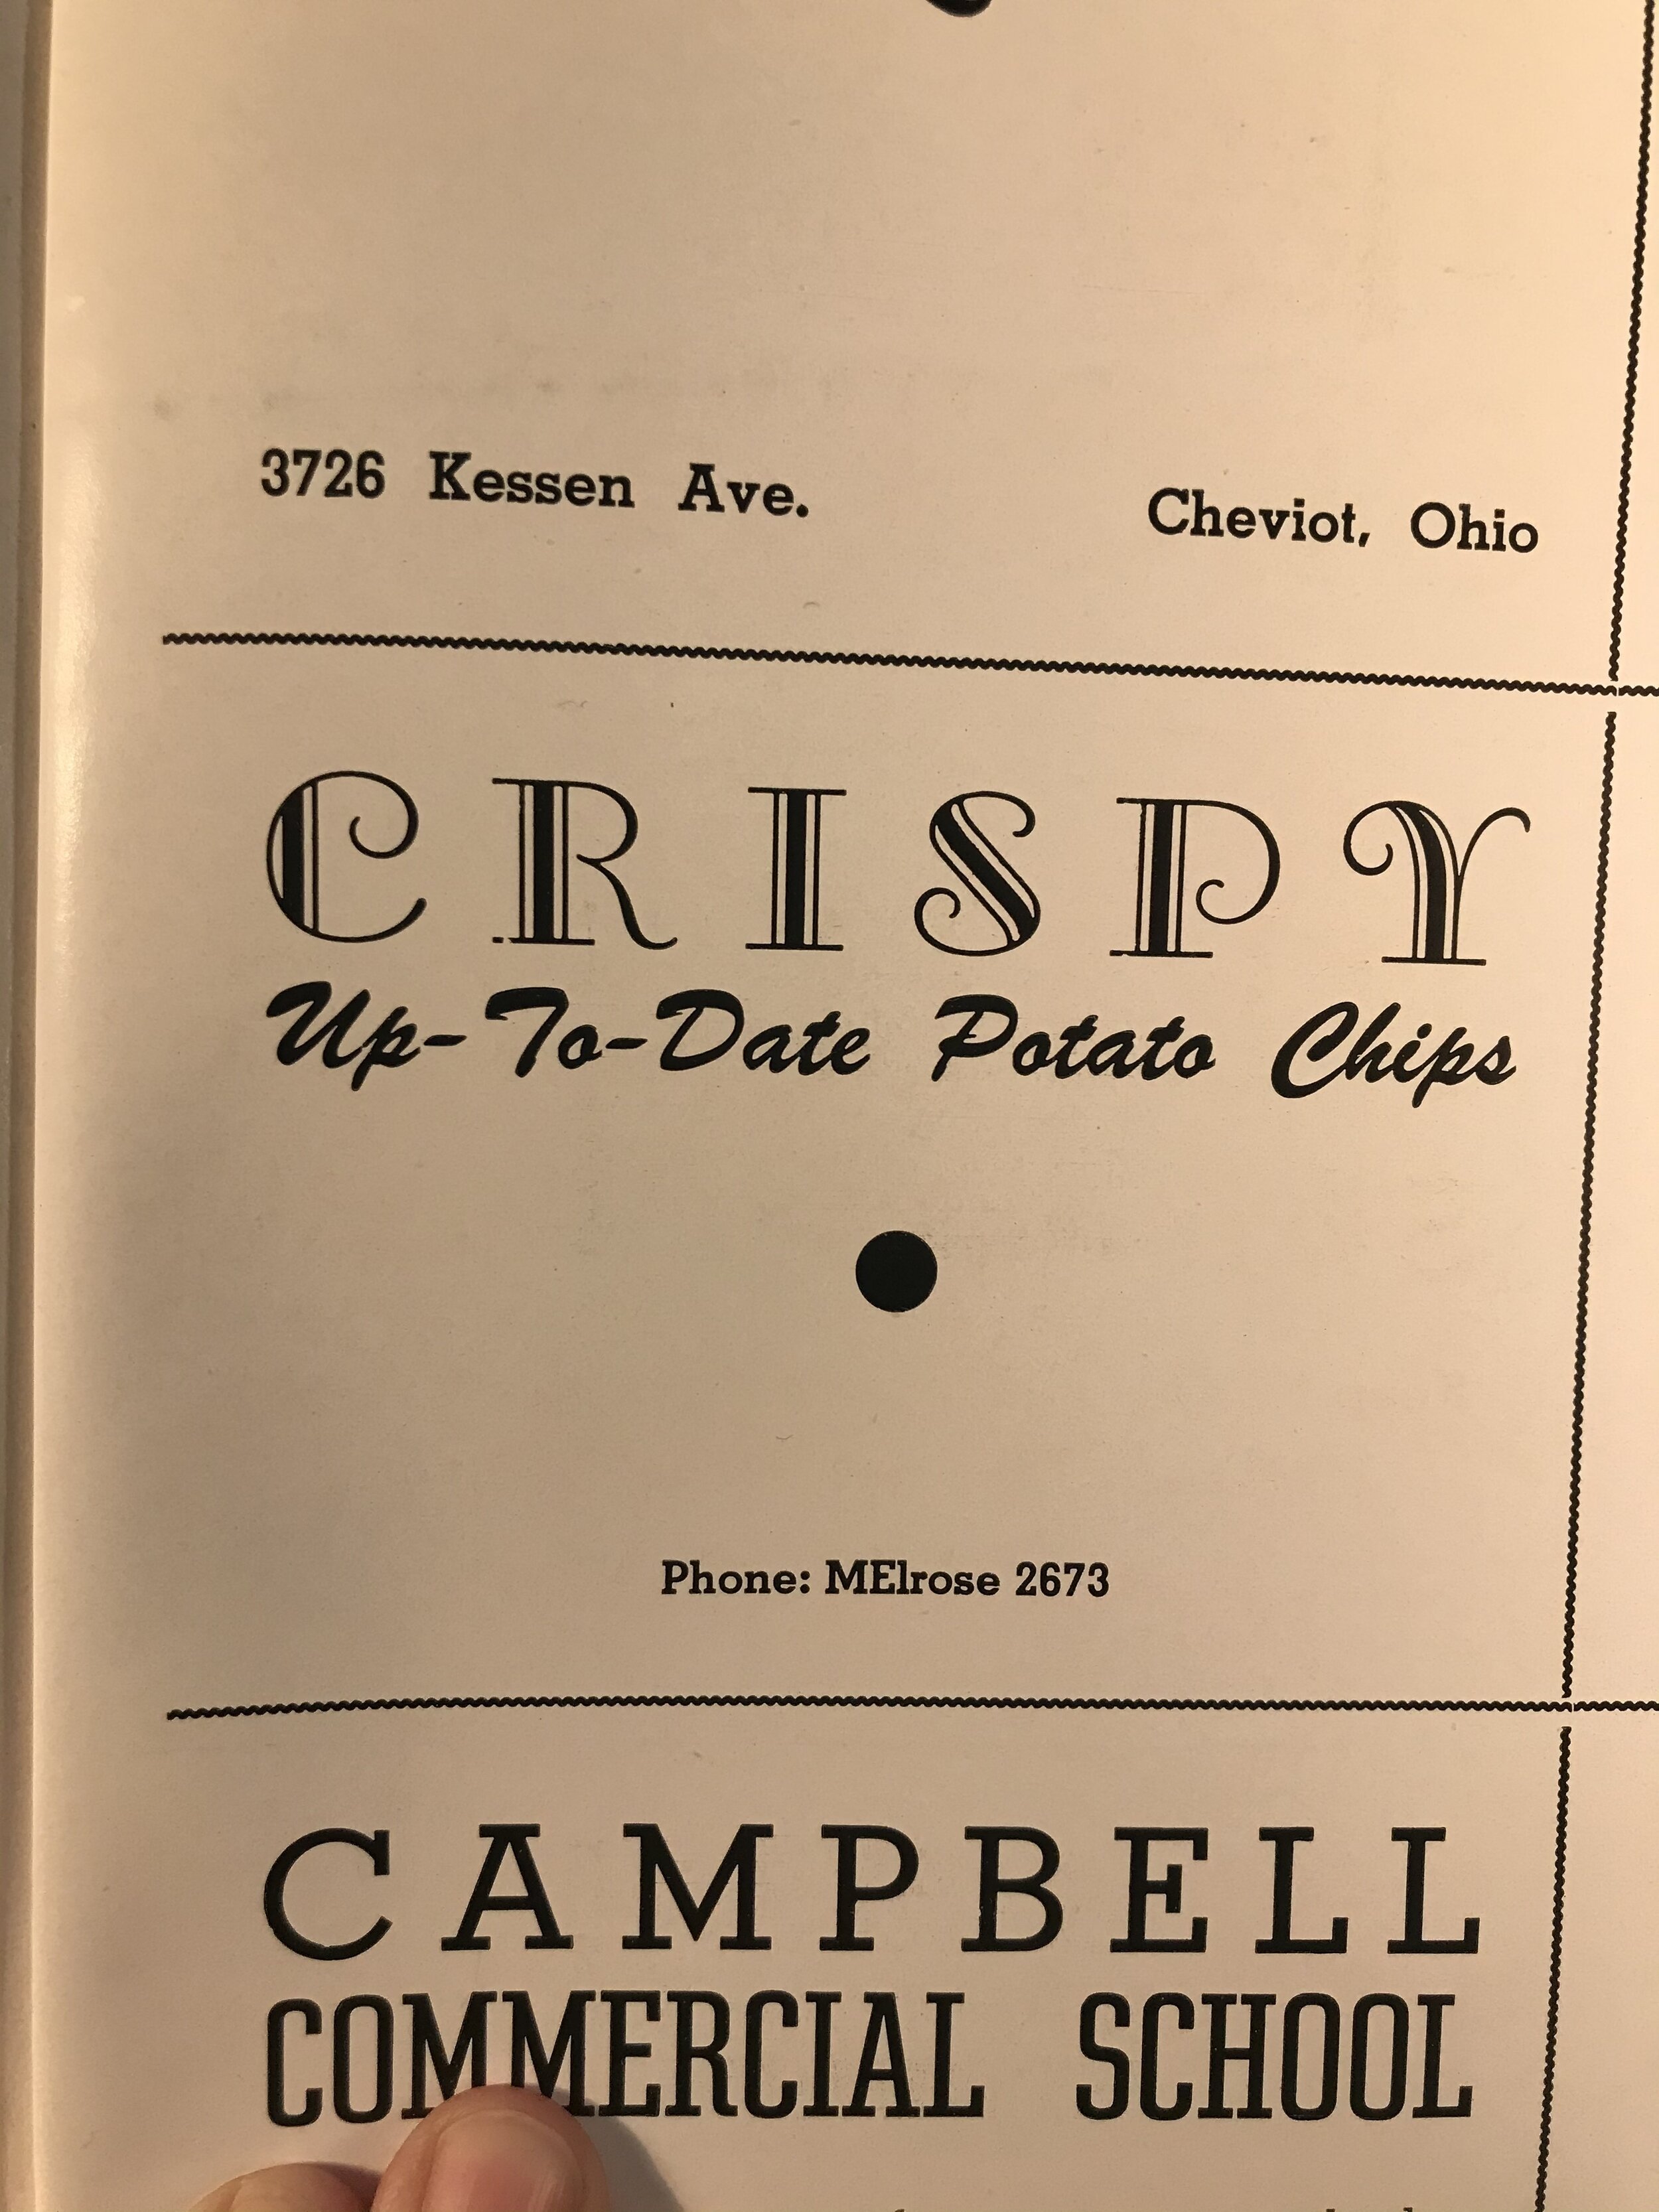 3726 Kessen Ave. Cheviot, Ohio
CRISPY
Up-To-Date Potato Chips
Phone: MElrose 2673
CAMPBELL
COMMERCIAL SCHOOL